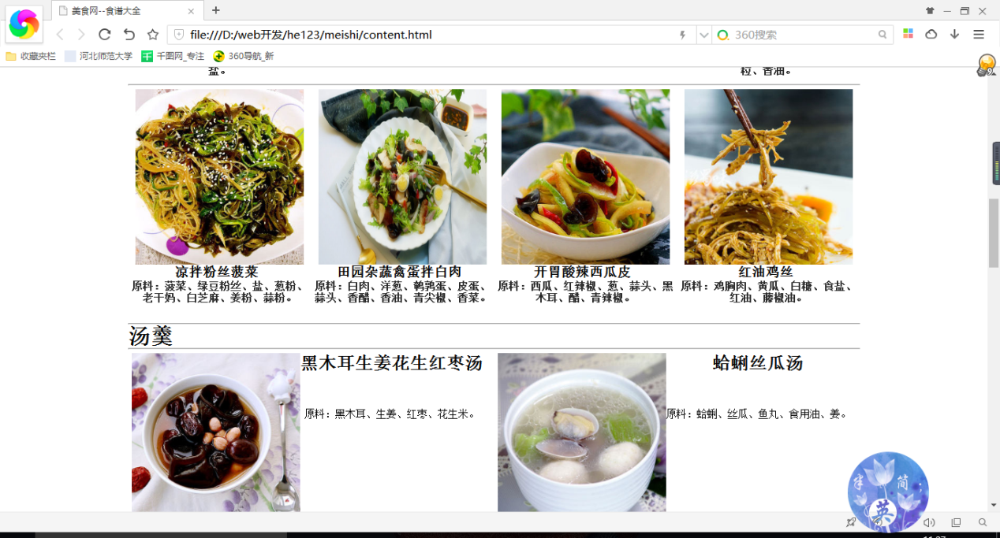 美食网--食谱大全
file:///D:/web开发/he123/meishi/content.html
360搜索
收藏夹栏
河北师范大学
千图网_专注
360导航_新
盐。
粒、香油。
凉拌粉丝菠菜
原料：菠菜、绿豆粉丝、盐、葱粉、
老干妈、白芝麻、姜粉、蒜粉。
田园杂蔬禽蛋拌白肉
原料：白肉、洋葱、鹌鹑蛋、皮蛋、
蒜头、香醋、香油、青尖椒、香菜。
开胃酸辣西瓜皮
原料：西瓜、红辣椒、葱、蒜头、黑
木耳、醋、青辣椒。
红油鸡丝
原料：鸡胸肉、黄瓜、白糖、食盐、
红油、藤椒油。
汤羹
黑木耳生姜花生红枣汤
原料：黑木耳、生姜、红枣、花生米。
蛤蜊丝瓜汤
原料：蛤蜊、丝瓜、鱼丸、食用油、姜。
半
简
英